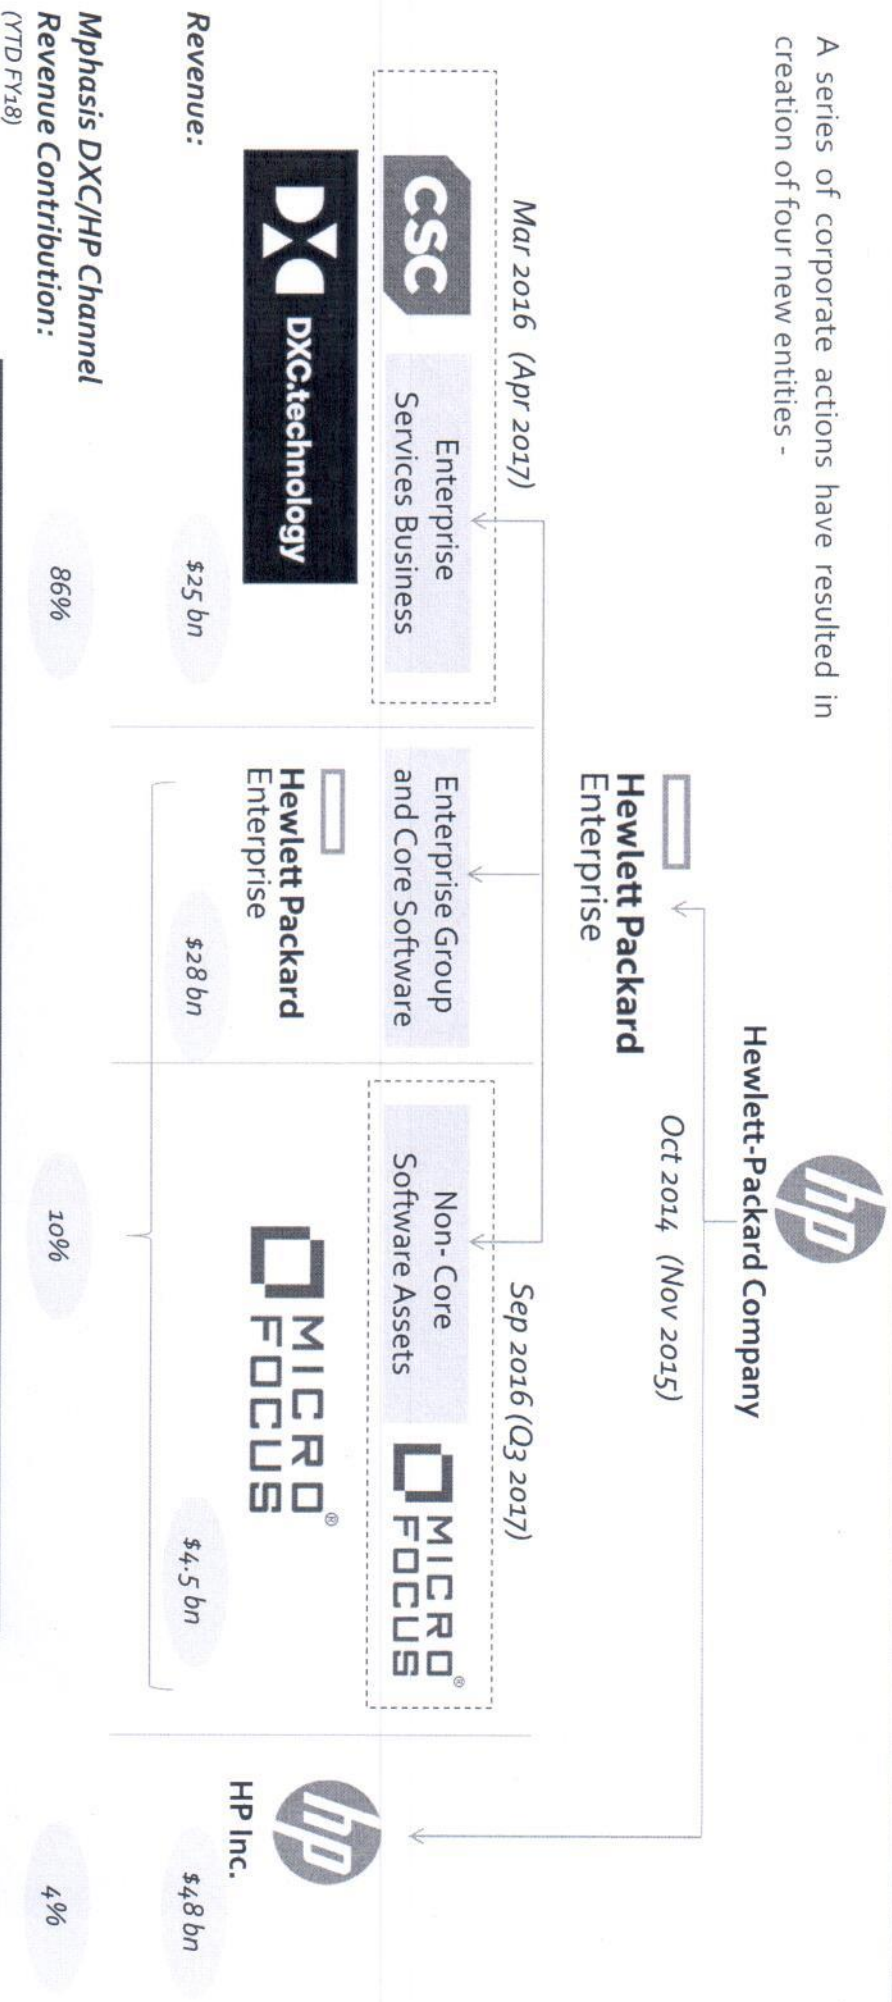 A series of corporate actions have resulted in
creation of four new entities -
hp
Hewlett-Packard Company
Oct 2014 (Nov 2015)
Hewlett Packard
Enterprise
Mar 2016 (Apr 2017)
Sep 2016 (Q3 2017)
CSC
Enterprise
Services Business
Enterprise Group
and Core Software
Non- Core
Software Assets
MICRO®
FOCUS
DXC.technology
Hewlett Packard
Enterprise
MICRO®
FOCUS
hp
HP Inc.
Revenue:
$25 bn
$28 bn
$4.5 bn
$48 bn
Mphasis DXC/HP Channel
Revenue Contribution:
(YTD FY18)
86%
10%
4%